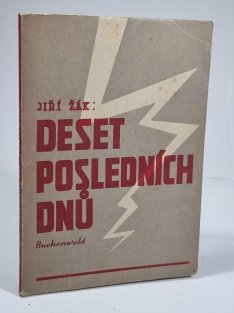 JIŘÍ ŽÁK:
DESET
POSLEDNÍCH
DNŮ
Buchenwald